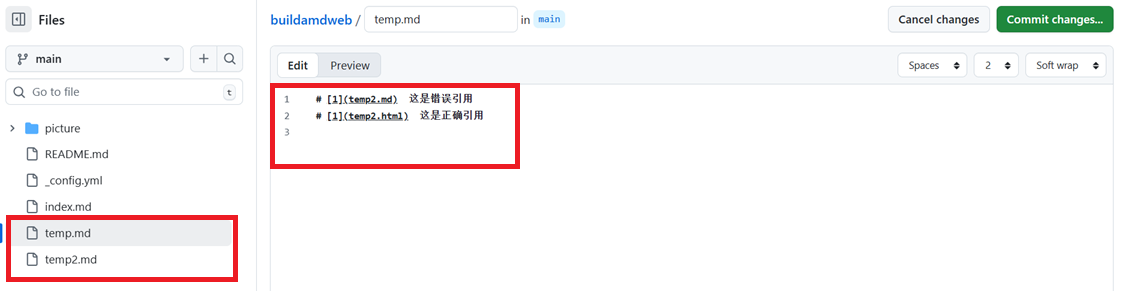 Files
main
Go to file
t
picture
README.md
_config.yml
index.md
temp.md
temp2.md
buildamdweb / temp.md in main
Cancel changes
Commit changes...
Edit
Preview
Spaces
2
Soft wrap
1 # [1](temp2.md) 这是错误引用
2 # [1](temp2.html) 这是正确引用
3